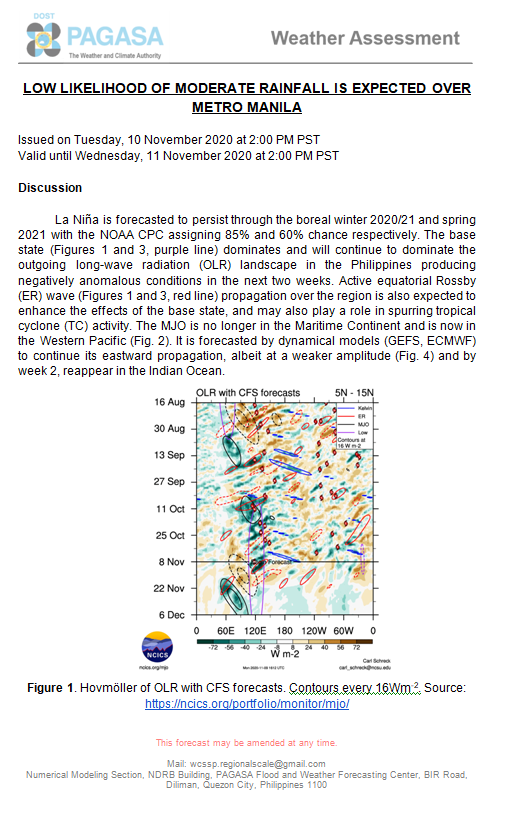 DOST
PAGASA
The Weather and Climate Authority
Weather Assessment
LOW LIKELIHOOD OF MODERATE RAINFALL IS EXPECTED OVER
METRO MANILA
Issued on Tuesday, 10 November 2020 at 2:00 PM PST
Valid until Wednesday, 11 November 2020 at 2:00 PM PST
Discussion
La Niña is forecasted to persist through the boreal winter 2020/21 and spring
2021 with the NOAA CPC assigning 85% and 60% chance respectively. The base
state (Figures 1 and 3, purple line) dominates and will continue to dominate the
outgoing long-wave radiation (OLR) landscape in the Philippines producing
negatively anomalous conditions in the next two weeks. Active equatorial Rossby
(ER) wave (Figures 1 and 3, red line) propagation over the region is also expected to
enhance the effects of the base state, and may also play a role in spurring tropical
cyclone (TC) activity. The MJO is no longer in the Maritime Continent and is now in
the Western Pacific (Fig. 2). It is forecasted by dynamical models (GEFS, ECMWF)
to continue its eastward propagation, albeit at a weaker amplitude (Fig. 4) and by
week 2, reappear in the Indian Ocean.
OLR with CFS forecasts 5N - 15N
Kelvin
ER
MJO
Low
Contours at
16 W m-2
16 Aug
30 Aug
13 Sep
27 Sep
11 Oct
25 Oct
8 Nov
Forecast
22 Nov
6 Dec
0 60E 120E 180 120W 60W 0
-72 -56 -40 -24 -8 8 24 40 56 72
W m-2
NCICS
ncics.org/mjo
Carl Schreck
carl_schreck@ncsu.edu
Figure 1. Hovmöller of OLR with CFS forecasts. Contours every 16Wm-2. Source:
https://ncics.org/portfolio/monitor/mjo/
This forecast may be amended at any time.
Mail: wcssp.regionalscale@gmail.com
Numerical Modeling Section, NDRB Building, PAGASA Flood and Weather Forecasting Center, BIR Road,
Diliman, Quezon City, Philippines 1100